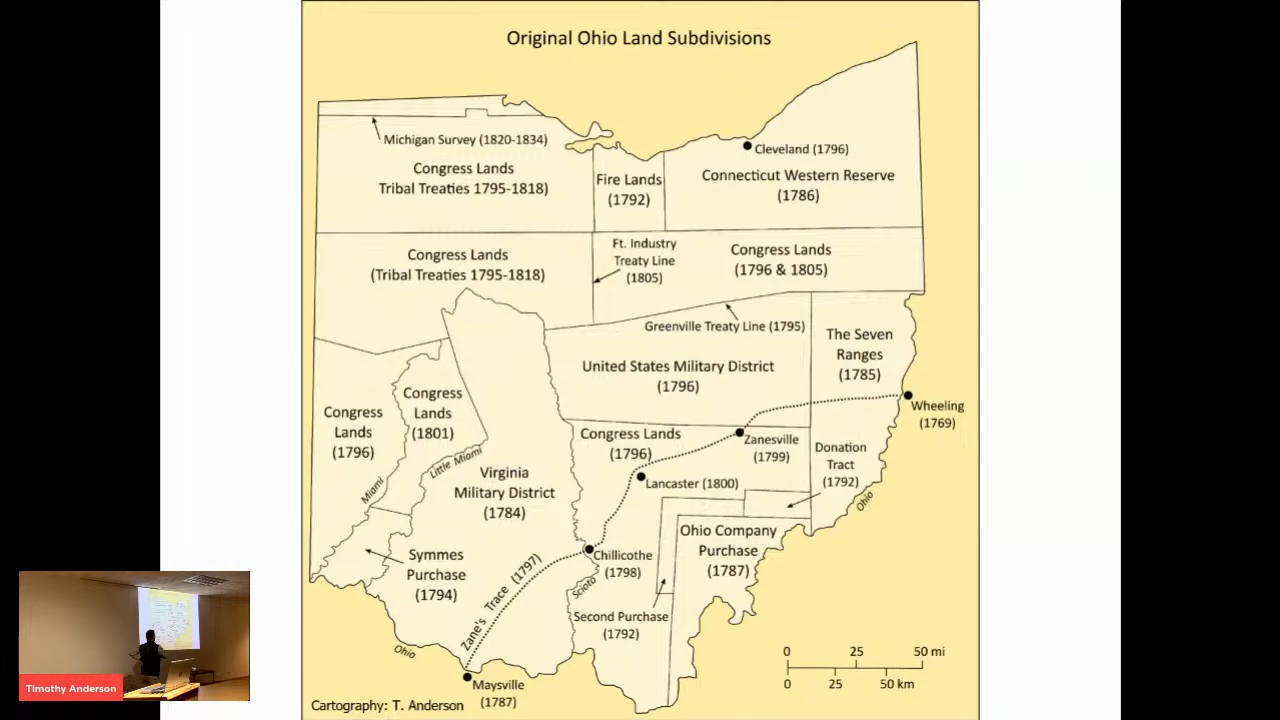 Original Ohio Land Subdivisions
Michigan Survey (1820-1834)
Congress Lands
Tribal Treaties 1795-1818)
Fire Lands
(1792)
Cleveland (1796)
Connecticut Western Reserve
(1786)
Congress Lands
(Tribal Treaties 1795-1818)
Ft. Industry
Treaty Line
(1805)
Congress Lands
(1796 & 1805)
Greenville Treaty Line (1795)
The Seven
Ranges
(1785)
United States Military District
(1796)
Wheeling
(1769)
Congress
Lands
(1796)
Congress
Lands
(1801)
Congress Lands
(1796)
Zanesville
(1799)
Donation
Tract
(1792)
Little Miami
Miami
Virginia
Military District
(1784)
Lancaster (1800)
Ohio
Ohio Company
Purchase
(1787)
Symmes
Purchase
(1794)
Chillicothe
(1798)
Zane's Trace (1797)
Scioto
Second Purchase
(1792)
Ohio
Maysville
(1787)
0 25 50 mi
0 25 50 km
Cartography: T. Anderson
Timothy Anderson